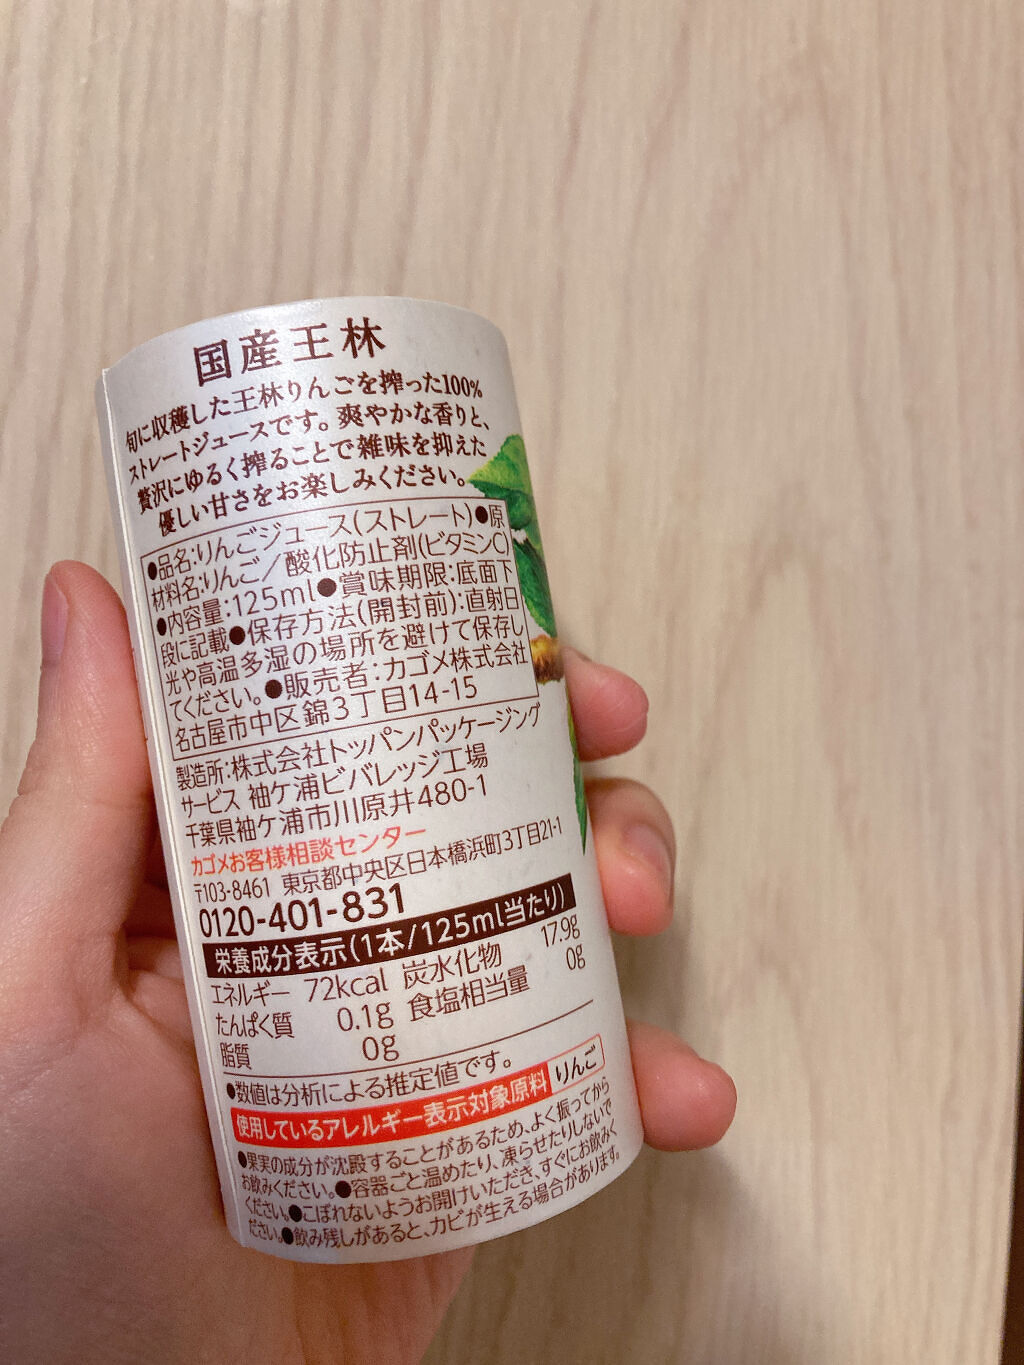 国産王林
旬に収穫した王林りんごを搾った100%
ストレートジュースです。爽やかな香りと、
贅沢にゆるく搾ることで雑味を抑えた
優しい甘さをお楽しみください。
●品名:りんごジュース(ストレート)●原
材料名:りんご／酸化防止剤(ビタミンC)
●内容量:125ml●賞味期限:底面下
段に記載●保存方法(開封前):直射日
光や高温多湿の場所を避けて保存し
てください。●販売者:カゴメ株式会社
名古屋市中区錦3丁目14-15
製造所:株式会社トッパンパッケージング
サービス 袖ケ浦ビバレッジ工場
千葉県袖ケ浦市川原井480-1
カゴメお客様相談センター
〒103-8461 東京都中央区日本橋浜町3丁目21-1
0120-401-831
栄養成分表示(1本/125ml当たり)
エネルギー 72kcal 炭水化物 17.9g
たんぱく質 0.1g 食塩相当量 0g
脂質 0g
●数値は分析による推定値です。
使用しているアレルギー表示対象原料 りんご
●果実の成分が沈殿することがあるため、よく振ってから
お飲みください。●容器ごと温めたり、凍らせたりしないで
ください。●こぼれないようお開けいただき、すぐにお飲みく
ださい。●飲み残しがあると、カビが生える場合があります。